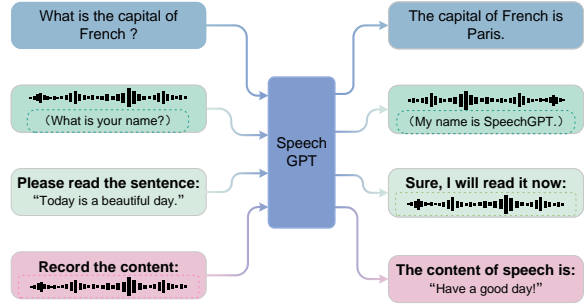 What is the capital of
French ?
The capital of French is
Paris.
(What is your name?)
(My name is SpeechGPT.)
Speech
GPT
Please read the sentence:
“Today is a beautiful day.”
Sure, I will read it now:
Record the content:
The content of speech is:
“Have a good day!”